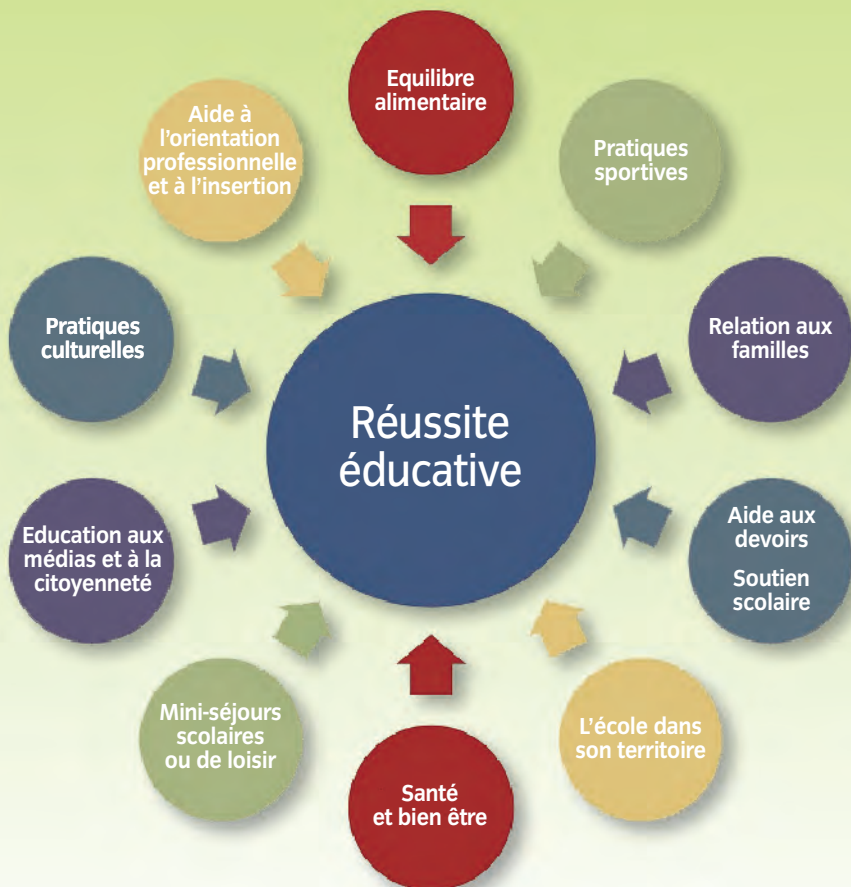 Equilibre
alimentaire
Pratiques
sportives
Relation aux
familles
Aide aux
devoirs
Soutien
scolaire
L'école dans
son territoire
Santé
et bien être
Mini-séjours
scolaires
ou de loisir
Education aux
médias et à la
citoyenneté
Pratiques
culturelles
Aide à
l'orientation
professionnelle
et à l'insertion
Réussite
éducative